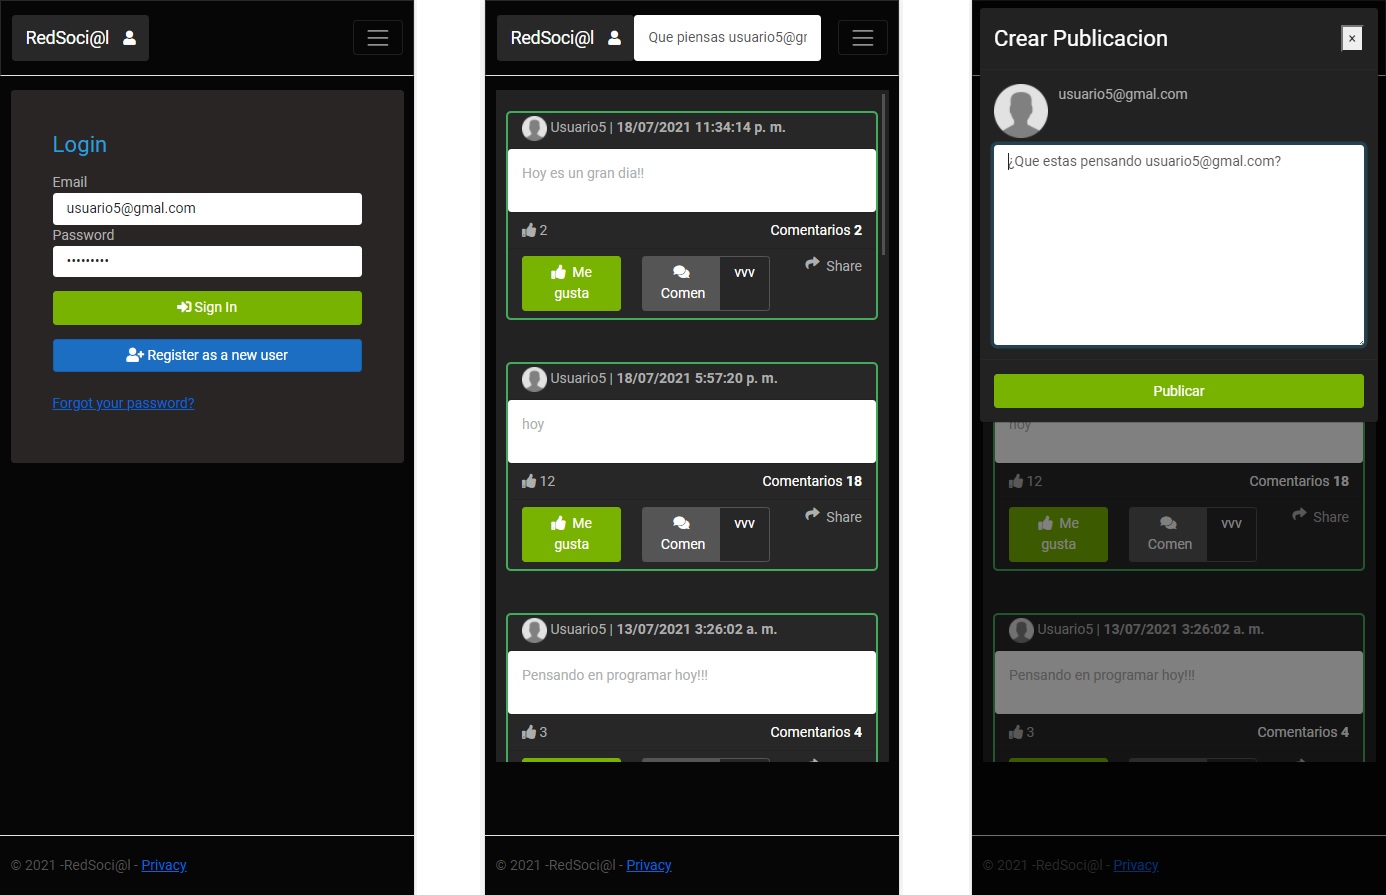 RedSoci@l
Login
Email
usuario5@gmal.com
Password
•••••••••
Sign In
Register as a new user
Forgot your password?
© 2021 -RedSoci@l - Privacy
RedSoci@l
Que piensas usuario5@gr
Usuario5 | 18/07/2021 11:34:14 p. m.
Hoy es un gran dia!!
2
Comentarios 2
Me
gusta
Comen
vvv
Share
Usuario5 | 18/07/2021 5:57:20 p. m.
hoy
12
Comentarios 18
Me
gusta
Comen
vvv
Share
Usuario5 | 13/07/2021 3:26:02 a. m.
Pensando en programar hoy!!!
3
Comentarios 4
© 2021 -RedSoci@l - Privacy
Crear Publicacion
×
usuario5@gmal.com
¿Que estas pensando usuario5@gmal.com?
Publicar
hoy
12
Comentarios 18
Me
gusta
Comen
vvv
Share
Usuario5 | 13/07/2021 3:26:02 a. m.
Pensando en programar hoy!!!
3
Comentarios 4
© 2021 -RedSoci@l - Privacy